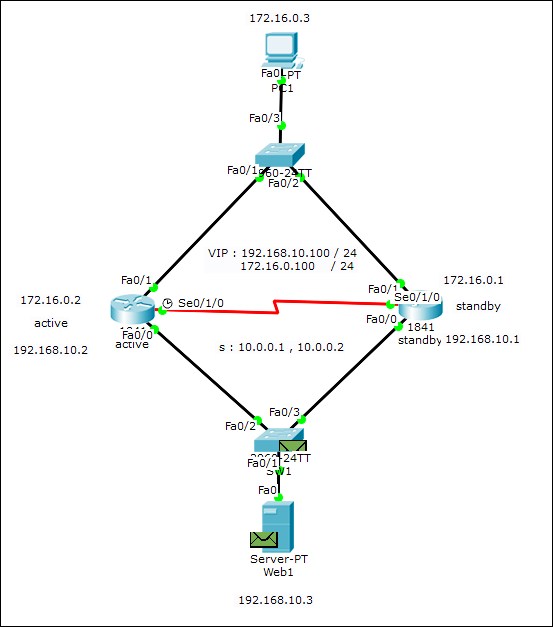 172.16.0.3
Fa0
-PT
PC1
Fa0/3
Fa0/1
960-24TT
Fa0/2
VIP : 192.168.10.100 / 24
172.16.0.100 / 24
Fa0/1
Se0/1/0
172.16.0.2
active
192.168.10.2
Fa0/0
active
Fa0/1
172.16.0.1
Se0/1/0
standby
Fa0/0
1841
standby
192.168.10.1
s : 10.0.0.1 , 10.0.0.2
Fa0/3
Fa0/2
-24TT
Fa0/1
SW1
Fa0
Server-PT
Web1
192.168.10.3